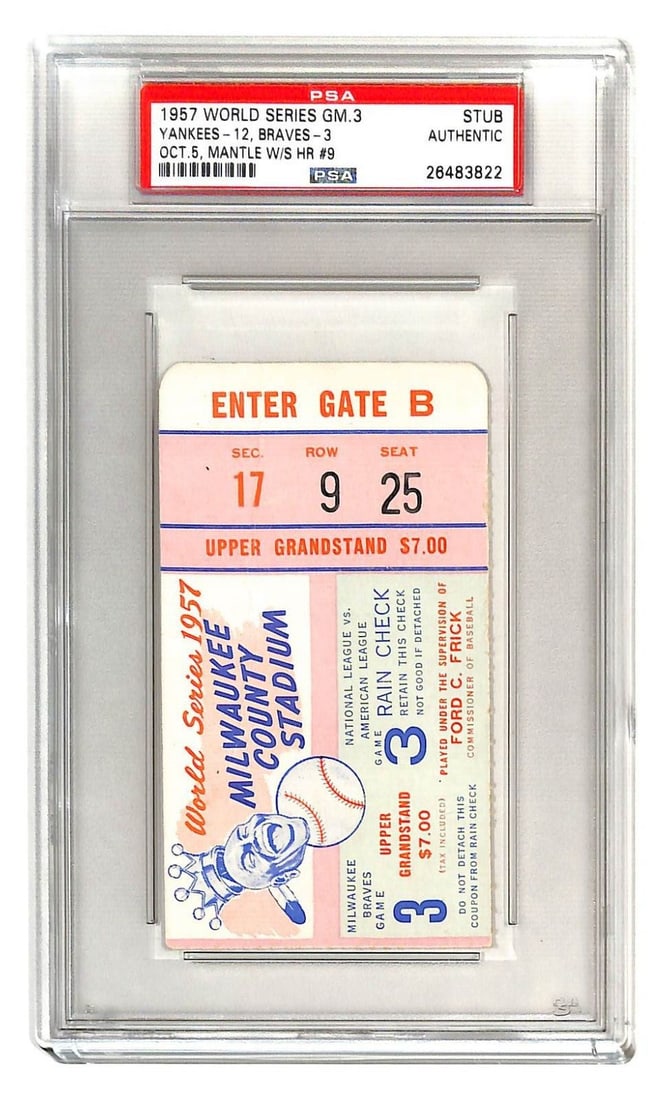 PSA
1957 WORLD SERIES GM.3 STUB
YANKEES - 12, BRAVES - 3 AUTHENTIC
OCT.5, MANTLE W/S HR #9
PSA 26483822
ENTER GATE B
SEC. ROW SEAT
17 9 25
UPPER GRANDSTAND $7.00
World Series 1957
MILWAUKEE
COUNTY
STADIUM
NATIONAL LEAGUE VS.
AMERICAN LEAGUE
GAME 3 RAIN CHECK
RETAIN THIS CHECK
NOT GOOD IF DETACHED
PLAYED UNDER THE SUPERVISION OF
FORD C. FRICK
COMMISSIONER OF BASEBALL
MILWAUKEE
BRAVES
GAME
3
UPPER
GRANDSTAND
$7.00
(TAX INCLUDED)
DO NOT DETACH THIS
COUPON FROM RAIN CHECK